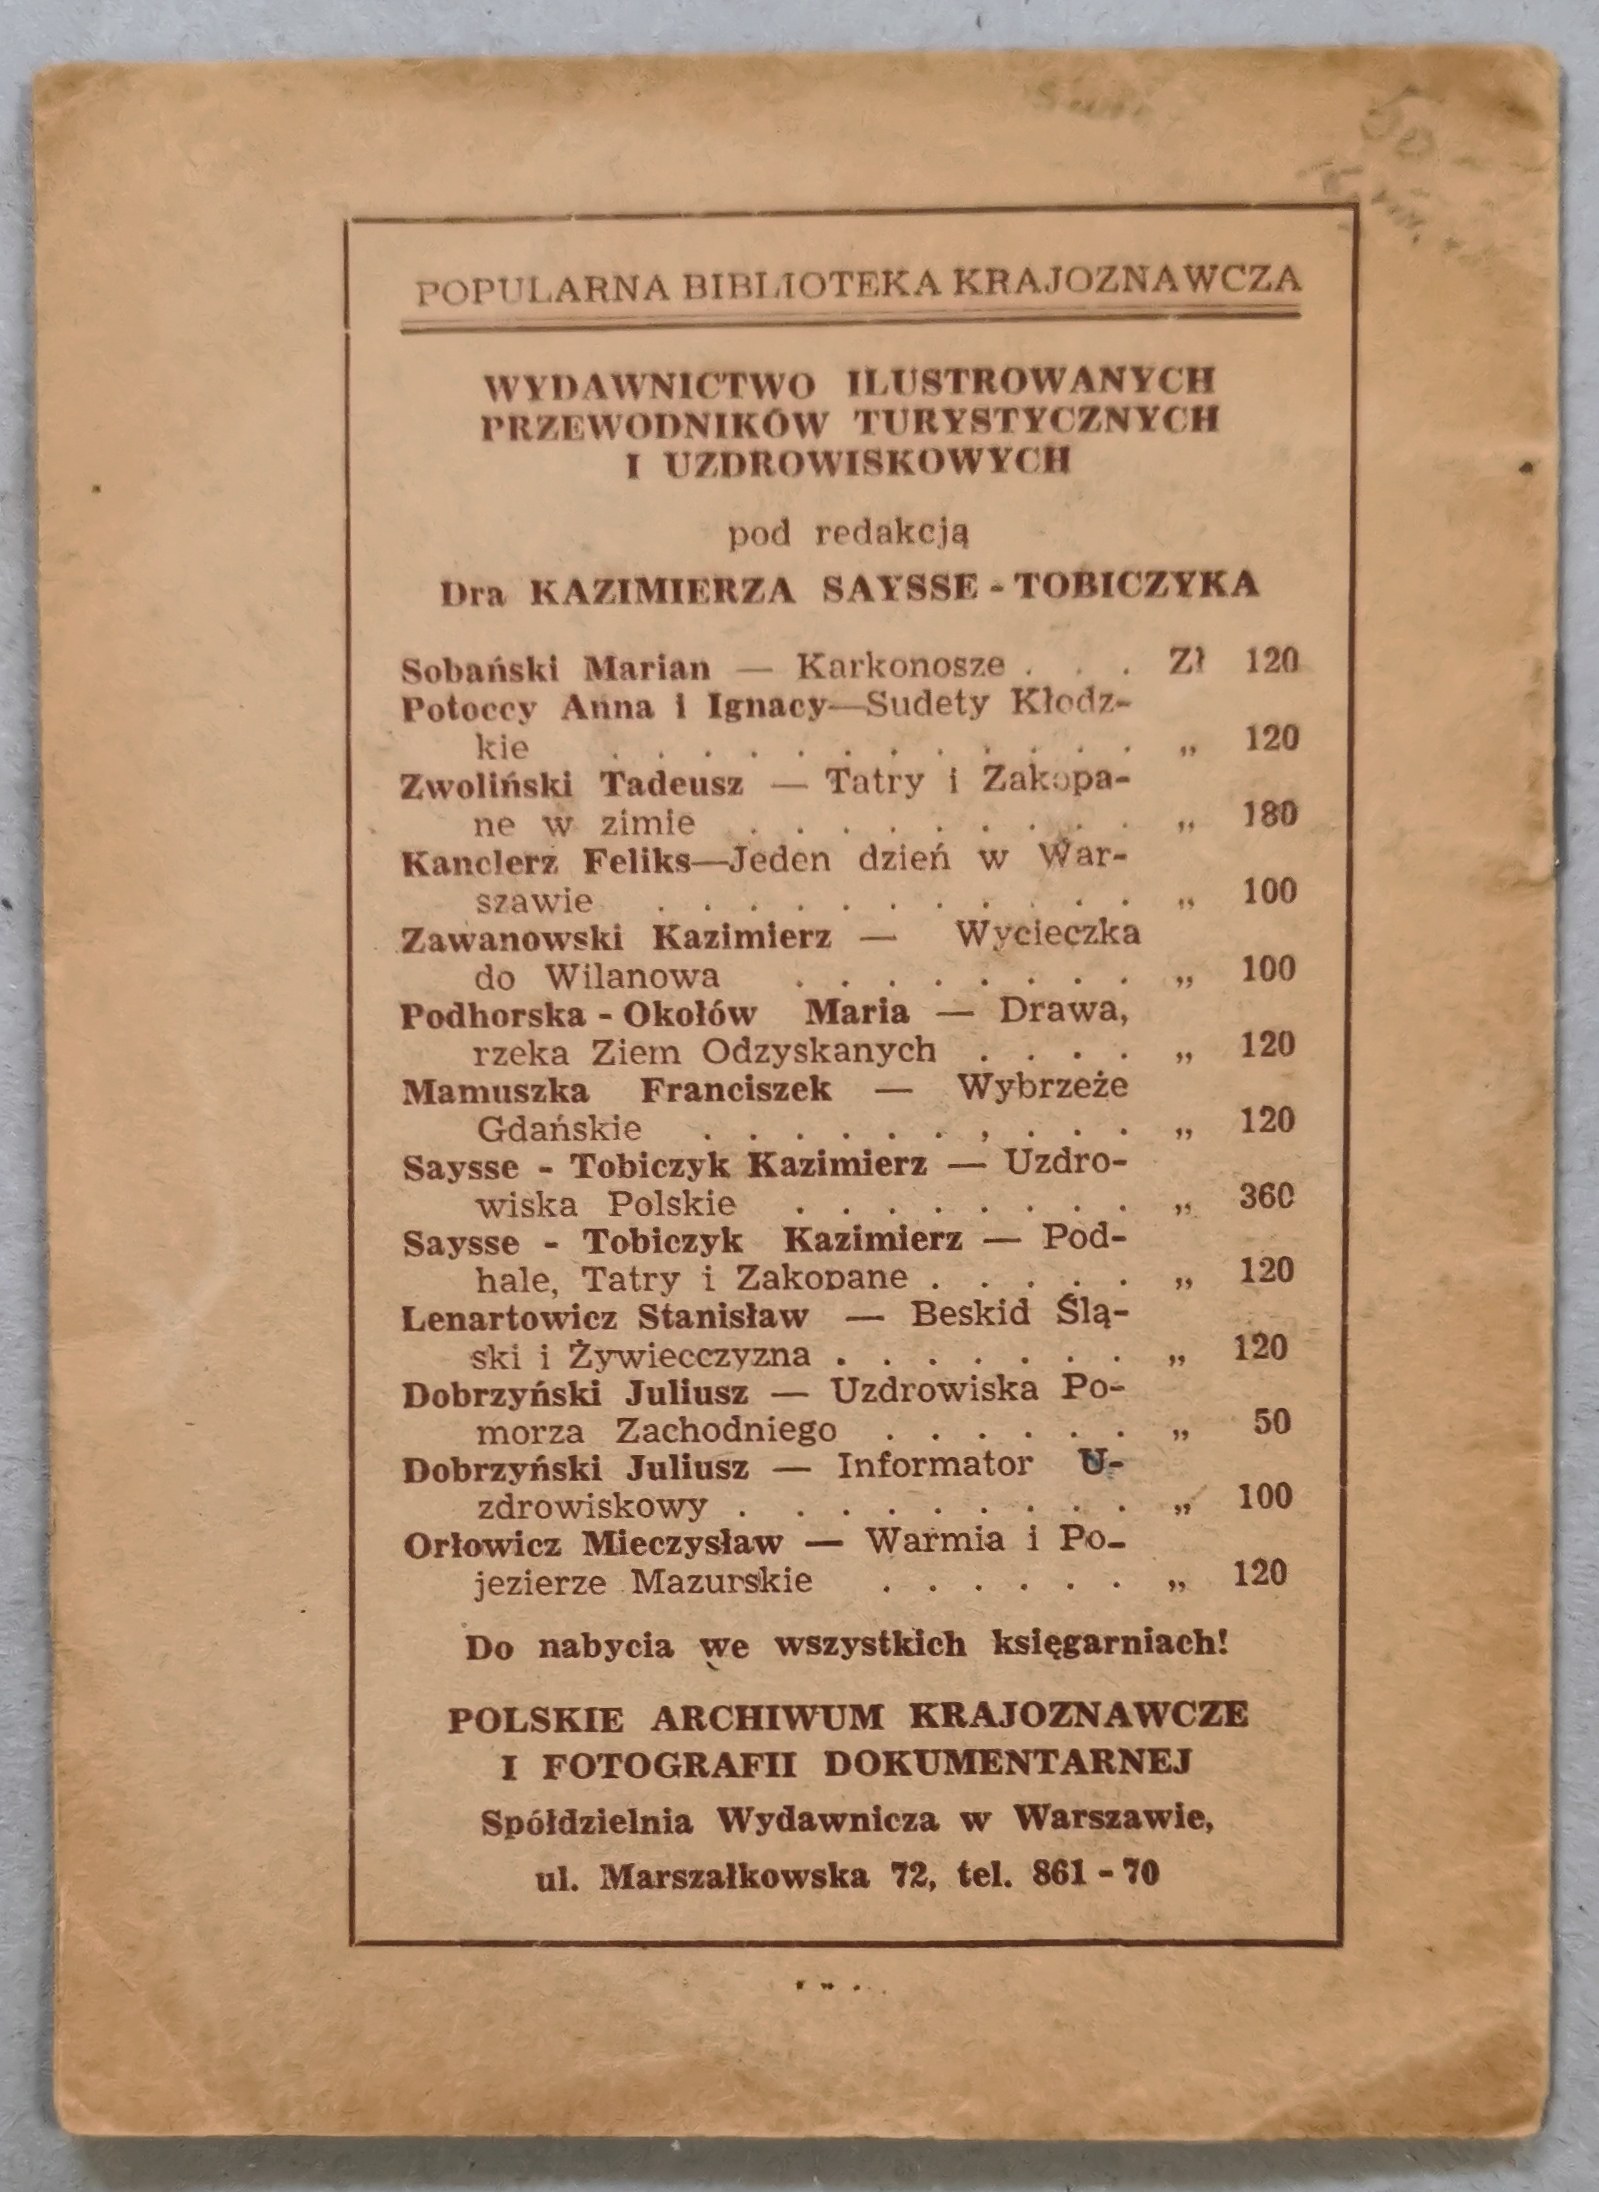 50
POPULARNA BIBLIOTEKA KRAJOZNAWCZA
WYDAWNICTWO ILUSTROWANYCH
PRZEWODNIKÓW TURYSTYCZNYCH
I UZDROWISKOWYCH
pod redakcją
Dra KAZIMIERZA SAYSSE - TOBICZYKA
Sobański Marian — Karkonosze . . . Zł 120
Potoccy Anna i Ignacy—Sudety Kłodz-
kie . . . . . . . . . . . . „ 120
Zwoliński Tadeusz — Tatry i Zakopa-
ne w zimie . . . . . . . . . „ 180
Kanclerz Feliks—Jeden dzień w War-
szawie . . . . . . . . . . . „ 100
Zawanowski Kazimierz — Wycieczka
do Wilanowa . . . . . . . . „ 100
Podhorska - Okołów Maria — Drawa,
rzeka Ziem Odzyskanych . . . . „ 120
Mamuszka Franciszek — Wybrzeże
Gdańskie . . . . . . , . . . „ 120
Saysse - Tobiczyk Kazimierz — Uzdro-
wiska Polskie . . . . . . . . „ 360
Saysse - Tobiczyk Kazimierz — Pod-
hale, Tatry i Zakopane . . . . . „ 120
Lenartowicz Stanisław — Beskid Ślą-
ski i Żywiecczyzna . . . . . . . „ 120
Dobrzyński Juliusz — Uzdrowiska Po-
morza Zachodniego . . . . . . „ 50
Dobrzyński Juliusz — Informator U-
zdrowiskowy . . . . . . . . . „ 100
Orłowicz Mieczysław — Warmia i Po-
jezierze Mazurskie . . . . . . „ 120
Do nabycia we wszystkich księgarniach!
POLSKIE ARCHIWUM KRAJOZNAWCZE
I FOTOGRAFII DOKUMENTARNEJ
Spółdzielnia Wydawnicza w Warszawie,
ul. Marszałkowska 72, tel. 861 - 70